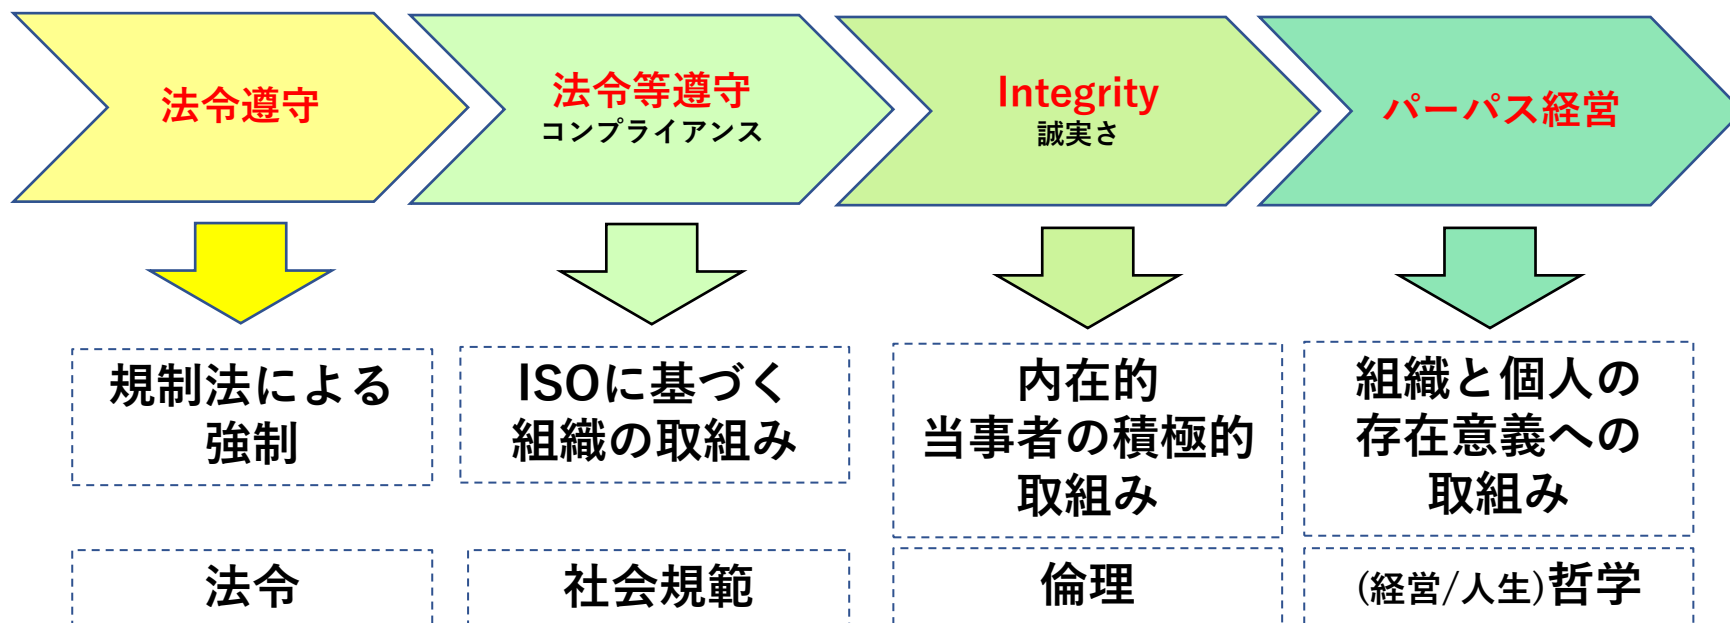 法令遵守
法令等遵守
コンプライアンス
Integrity
誠実さ
パーパス経営
規制法による
強制
ISOに基づく
組織の取組み
内在的
当事者の積極的
取組み
組織と個人の
存在意義への
取組み
法令
社会規範
倫理
(経営/人生)哲学